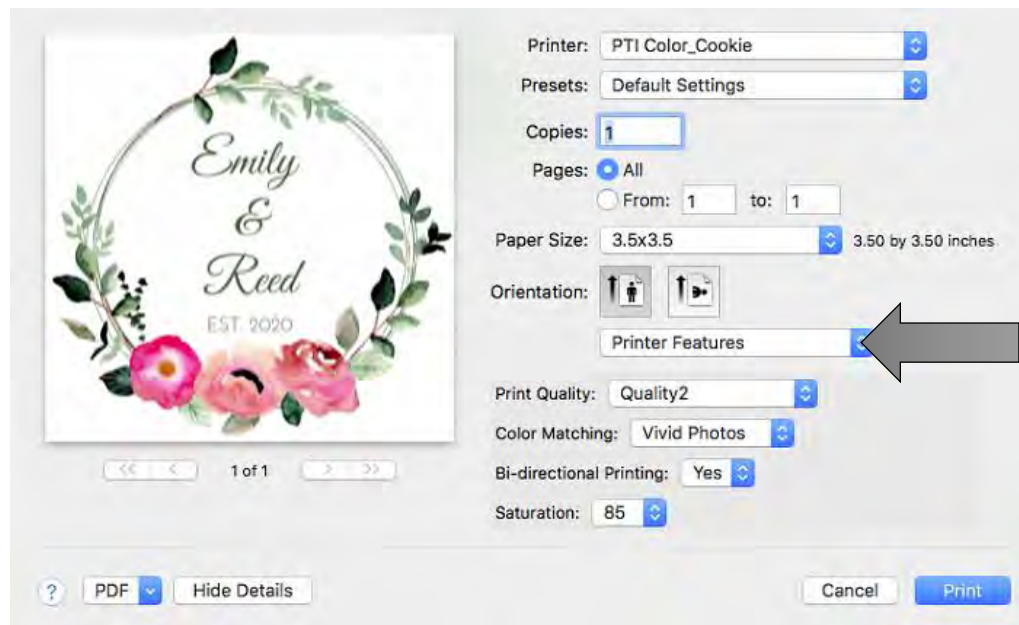 Emily
&
Reed
EST. 2020
<< < 1 of 1 > >>
Printer: PTI Color_Cookie
Presets: Default Settings
Copies: 1
Pages: All
From: 1 to: 1
Paper Size: 3.5x3.5 3.50 by 3.50 inches
Orientation:
Printer Features
Print Quality: Quality2
Color Matching: Vivid Photos
Bi-directional Printing: Yes
Saturation: 85
? PDF Hide Details Cancel Print